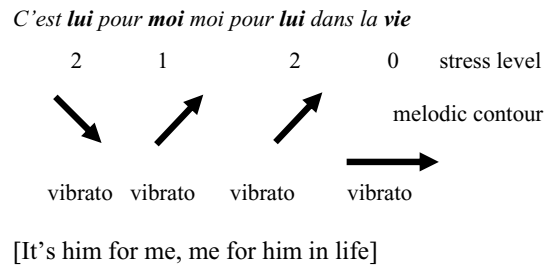 C'est lui pour moi moi pour lui dans la vie
2 1 2 0 stress level
melodic contour
vibrato vibrato vibrato vibrato
[It's him for me, me for him in life]